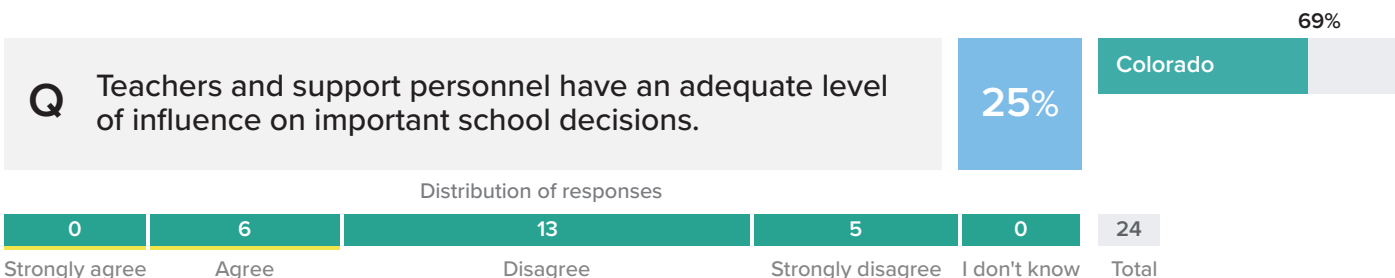 69%
Q
Teachers and support personnel have an adequate level
of influence on important school decisions.
25%
Colorado
Distribution of responses
0 6 13 5 0 24
Strongly agree Agree Disagree Strongly disagree I don't know Total